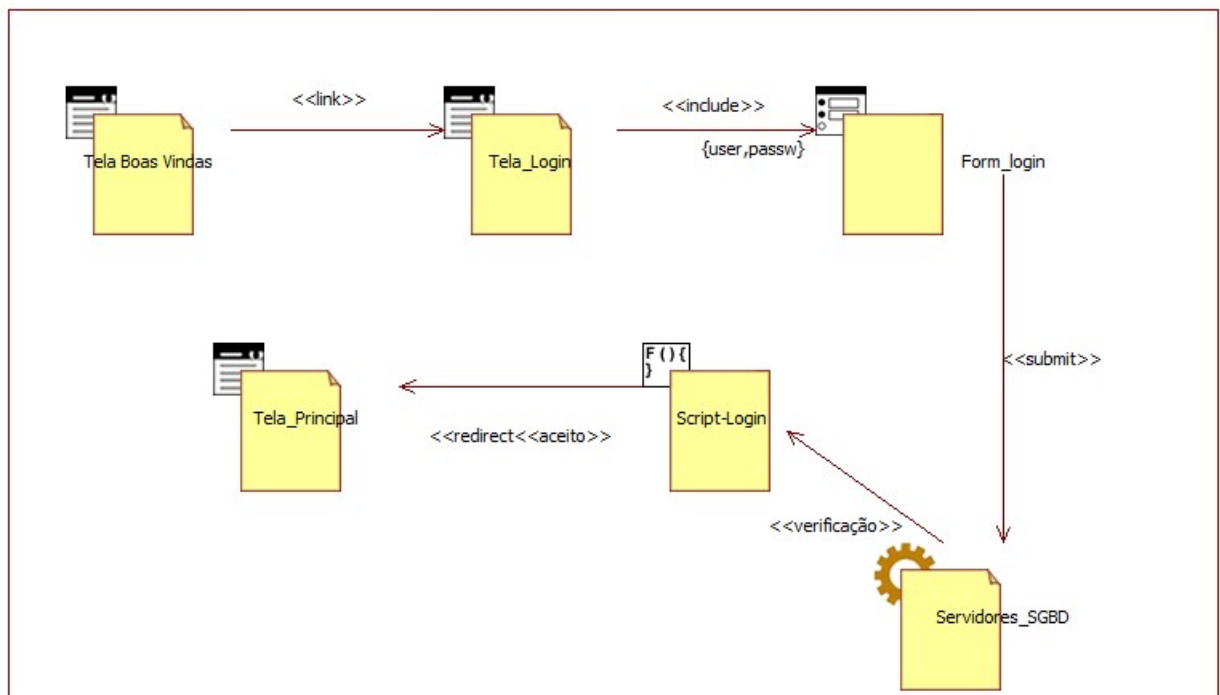 <<link>>
<<include>>
{user,passw}
Tela Boas Vindas
Tela_Login
Form_login
F(){
}
<<submit>>
Tela_Principal
Script-Login
<<redirect<<aceito>>
<<verificação>>
Servidores_SGBD